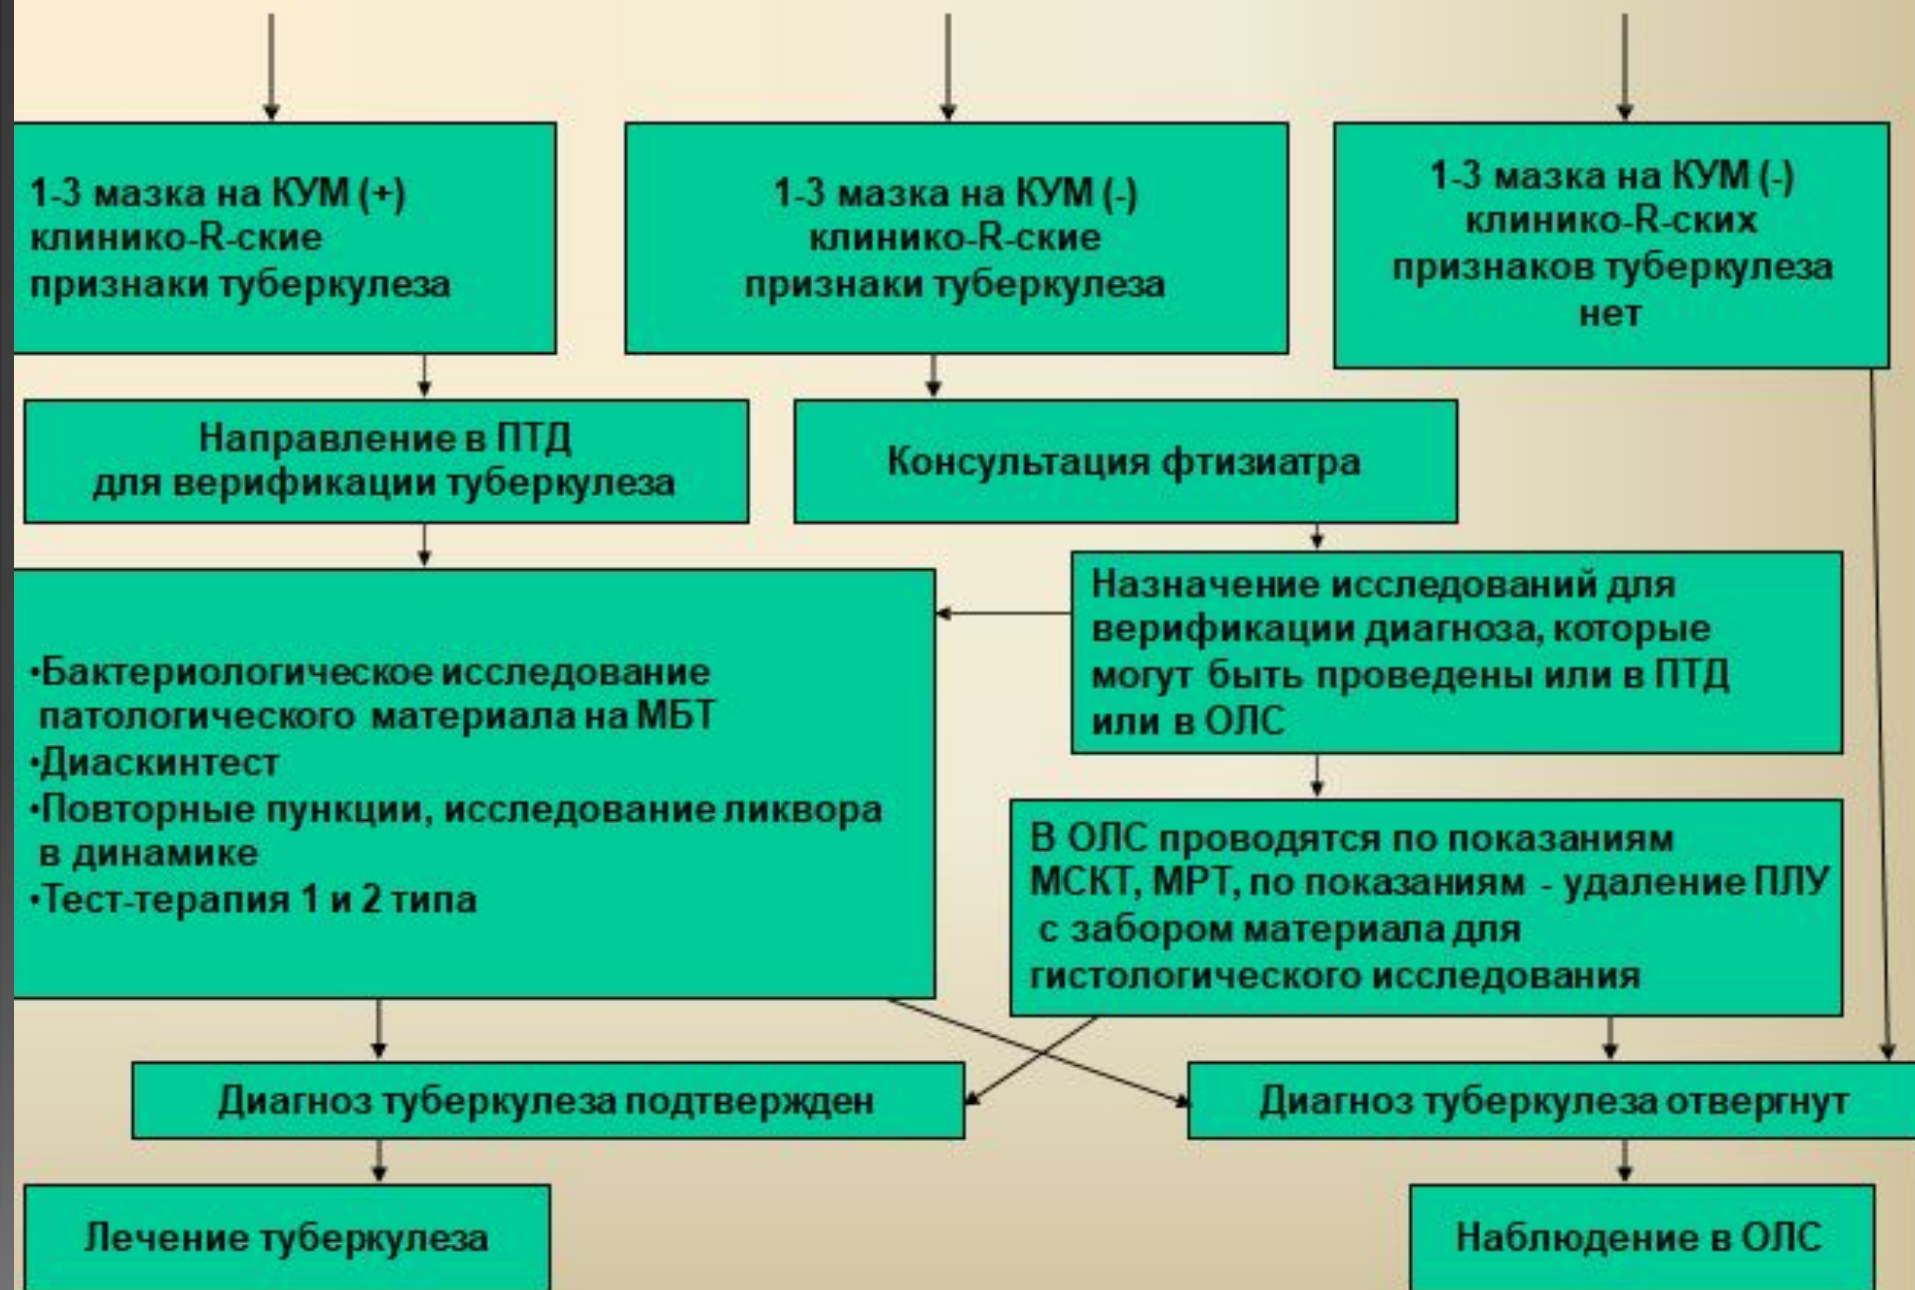 1-3 мазка на КУМ (+)
клинико-R-ские
признаки туберкулеза
1-3 мазка на КУМ (-)
клинико-R-ские
признаки туберкулеза
1-3 мазка на КУМ (-)
клинико-R-ских
признаков туберкулеза
нет
Направление в ПТД
для верификации туберкулеза
Консультация фтизиатра
Назначение исследований для
верификации диагноза, которые
могут быть проведены или в ПТД
или в ОЛС
•Бактериологическое исследование
патологического материала на МБТ
•Диаскинтест
•Повторные пункции, исследование ликвора
в динамике
•Тест-терапия 1 и 2 типа
В ОЛС проводятся по показаниям
МСКТ, МРТ, по показаниям - удаление ПЛУ
с забором материала для
гистологического исследования
Диагноз туберкулеза подтвержден
Диагноз туберкулеза отвергнут
Лечение туберкулеза
Наблюдение в ОЛС